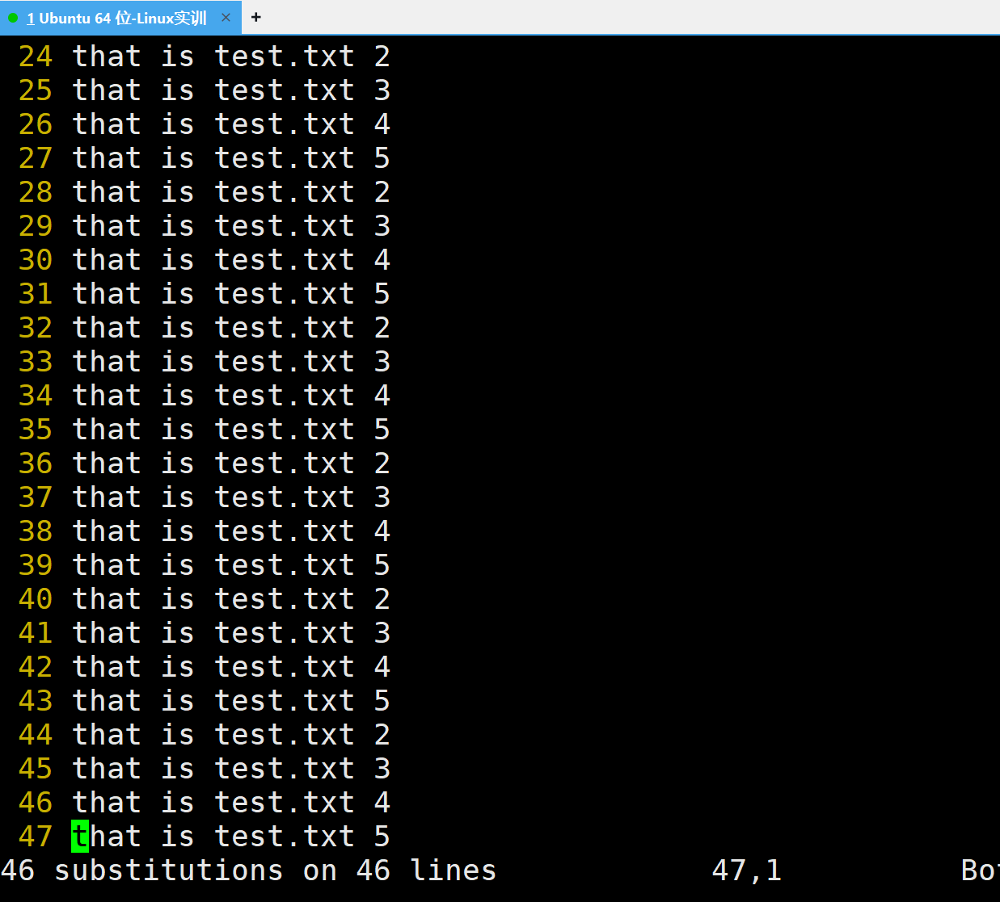 1 Ubuntu 64 位-Linux实训 × +
24 that is test.txt 2
25 that is test.txt 3
26 that is test.txt 4
27 that is test.txt 5
28 that is test.txt 2
29 that is test.txt 3
30 that is test.txt 4
31 that is test.txt 5
32 that is test.txt 2
33 that is test.txt 3
34 that is test.txt 4
35 that is test.txt 5
36 that is test.txt 2
37 that is test.txt 3
38 that is test.txt 4
39 that is test.txt 5
40 that is test.txt 2
41 that is test.txt 3
42 that is test.txt 4
43 that is test.txt 5
44 that is test.txt 2
45 that is test.txt 3
46 that is test.txt 4
47 that is test.txt 5
46 substitutions on 46 lines 47,1 Bot